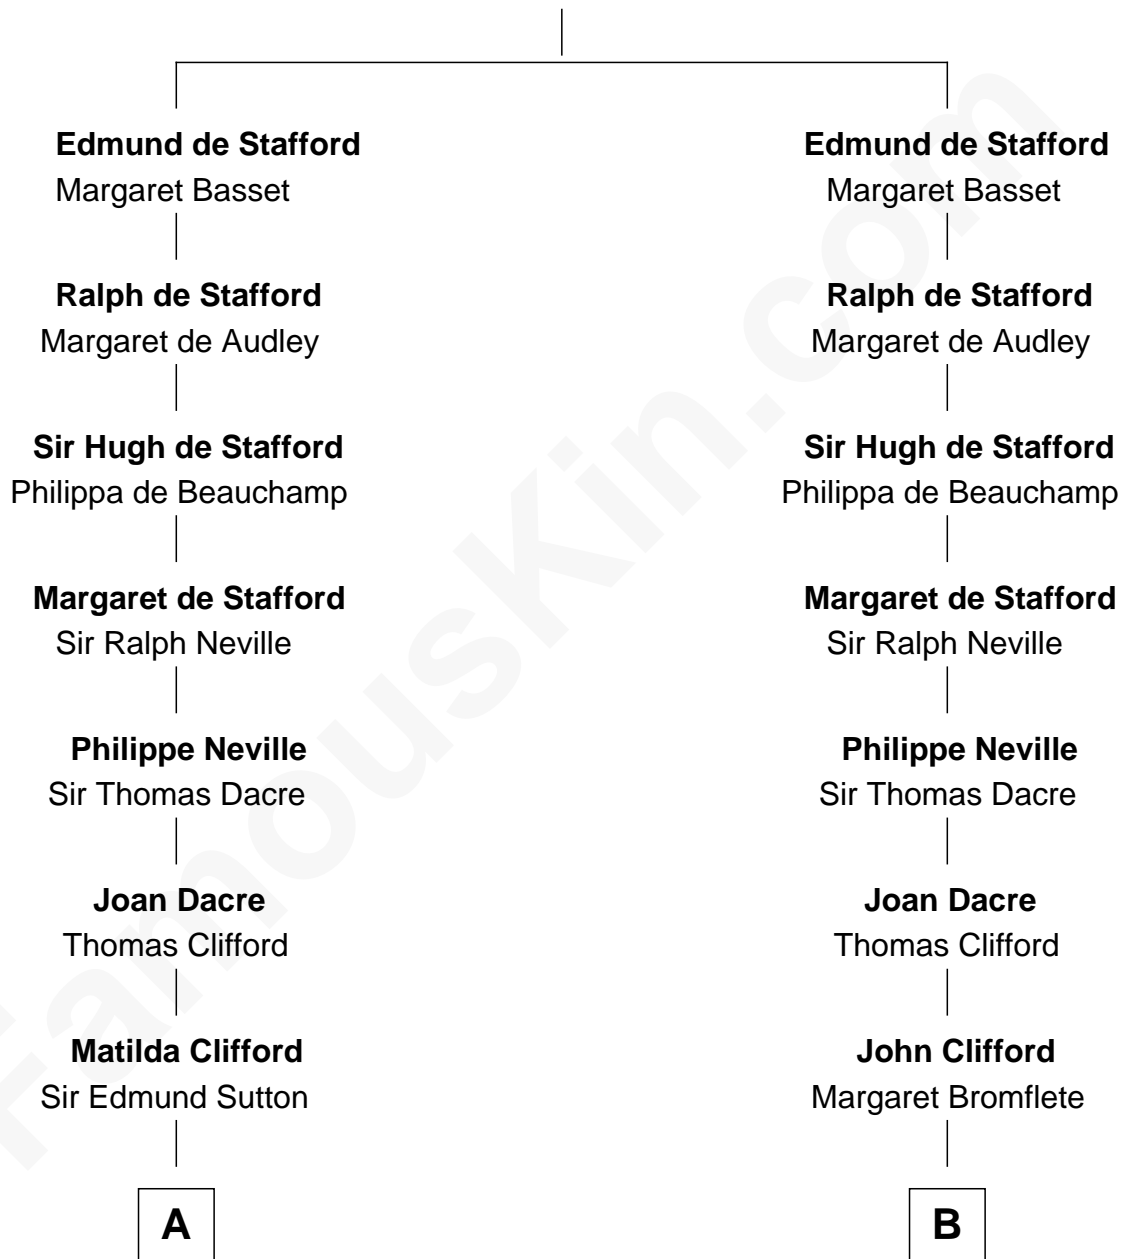 Edmund de Stafford
Margaret Basset
Ralph de Stafford
Margaret de Audley
Sir Hugh de Stafford
Philippa de Beauchamp
Margaret de Stafford
Sir Ralph Neville
Philippe Neville
Sir Thomas Dacre
Joan Dacre
Thomas Clifford
Matilda Clifford
Sir Edmund Sutton
A
Edmund de Stafford
Margaret Basset
Ralph de Stafford
Margaret de Audley
Sir Hugh de Stafford
Philippa de Beauchamp
Margaret de Stafford
Sir Ralph Neville
Philippe Neville
Sir Thomas Dacre
Joan Dacre
Thomas Clifford
John Clifford
Margaret Bromflete
B
FamousKin.com